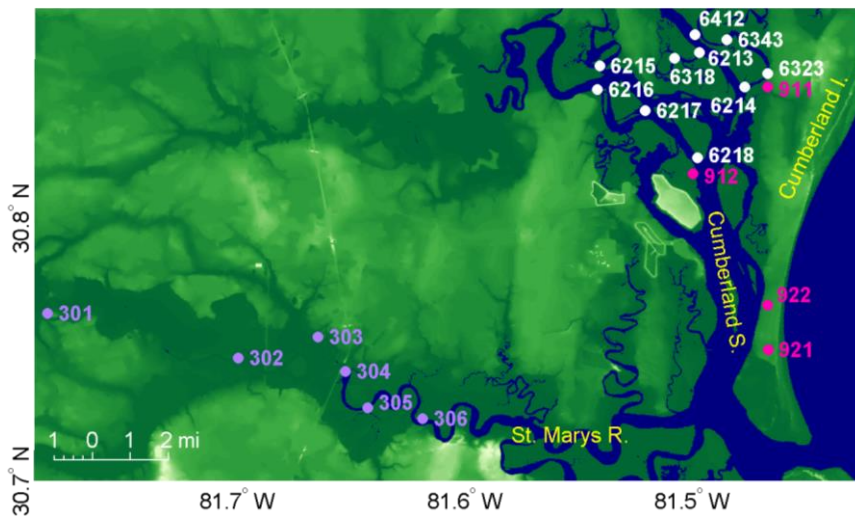 6412
6343
6215
6213
6318
6323
6216
6214
911
6217
Cumberland I.
6218
912
30.8° N
Cumberland S.
922
301
303
302
921
304
305
306
St. Marys R.
1 0 1 2 mi
30.7° N
81.7° W
81.6° W
81.5° W